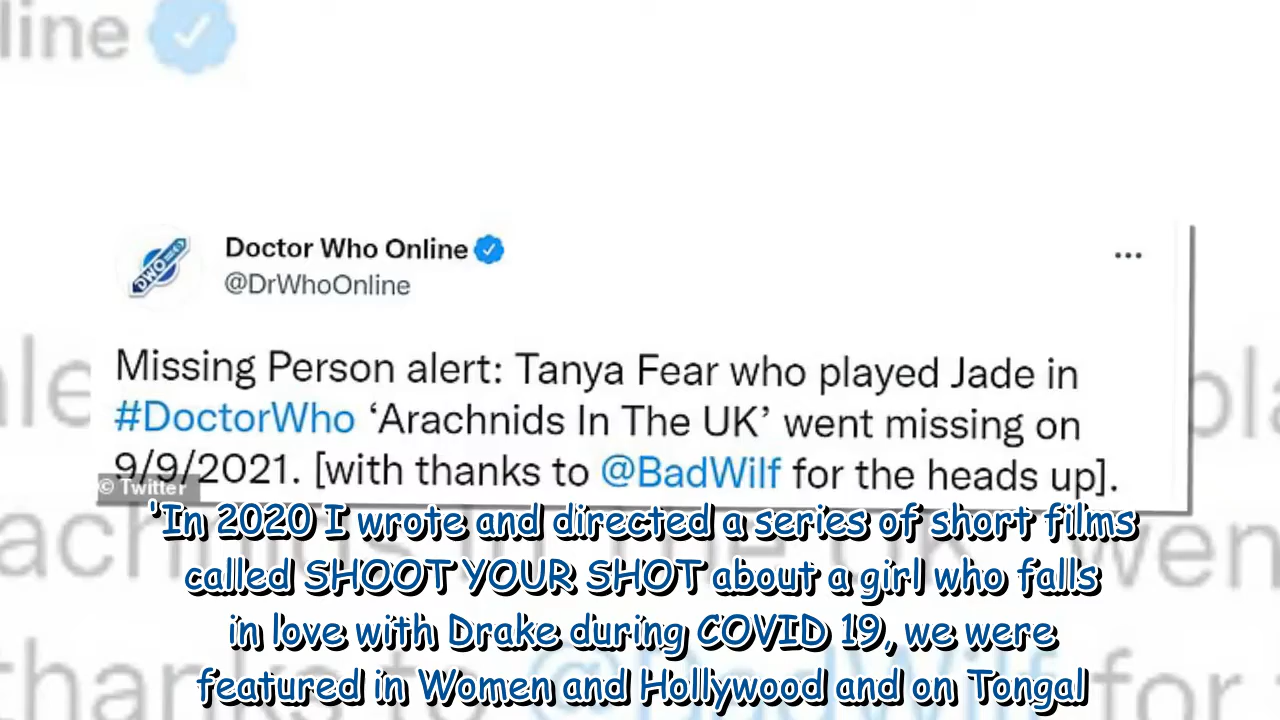 line
Doctor Who Online
@DrWhoOnline
DWO
Missing Person alert: Tanya Fear who played Jade in
#DoctorWho ‘Arachnids In The UK’ went missing on
9/9/2021. [with thanks to @BadWilf for the heads up].
© Twitter
'In 2020 I wrote and directed a series of short films
called SHOOT YOUR SHOT about a girl who falls
in love with Drake during COVID 19, we were
featured in Women and Hollywood and on Tongal